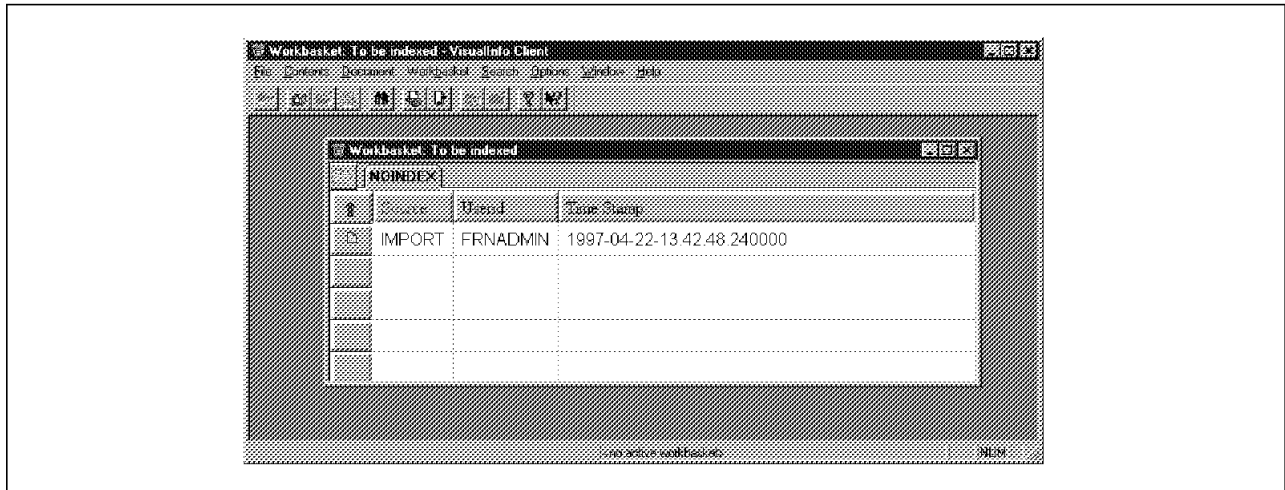 Workbasket: To be indexed - VisualInfo Client
File Contents Document Workbasket Search Options Window Help
Workbasket: To be indexed
NOINDEX
Source Userid Time Stamp
IMPORT FRNADMIN 1997-04-22-13.42.48.240000
<no active workbasket> NUM